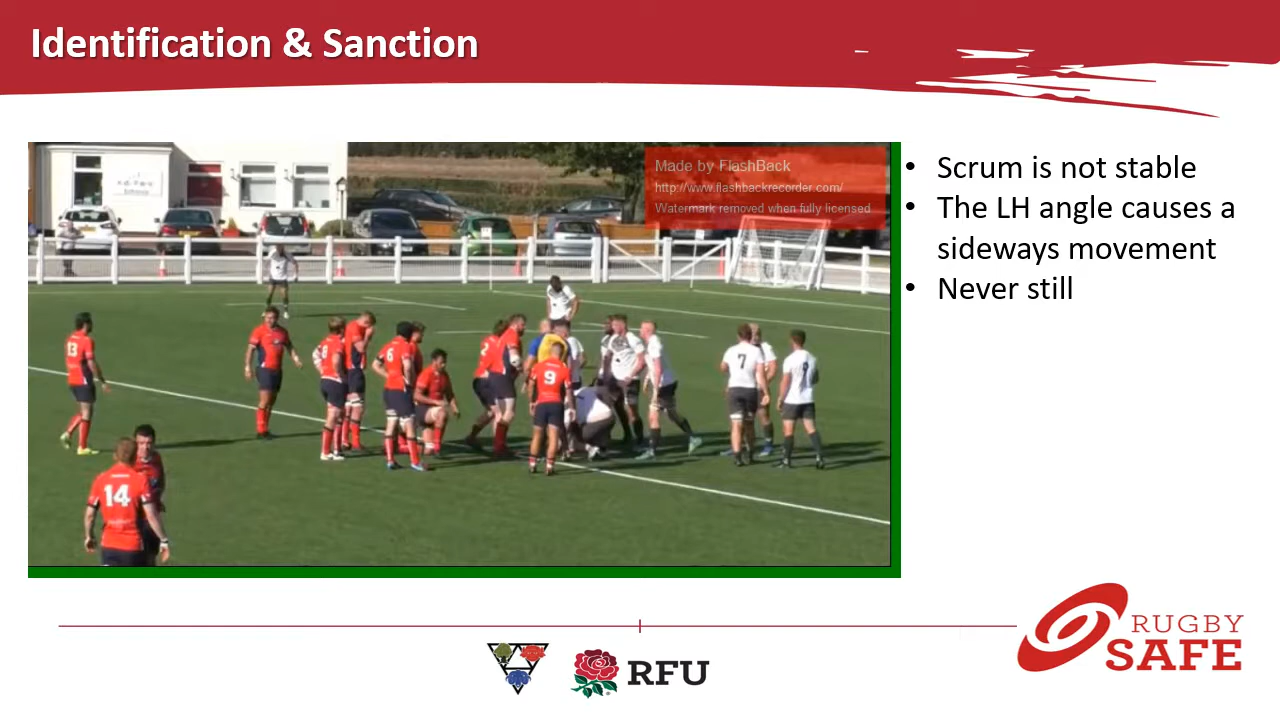 Identification & Sanction
Made by FlashBack
http://www.flashbackrecorder.com/
Watermark removed when fully licensed
• Scrum is not stable
• The LH angle causes a
sideways movement
• Never still
13
8
6
2
9
7
14
RFU
RUGBY
SAFE